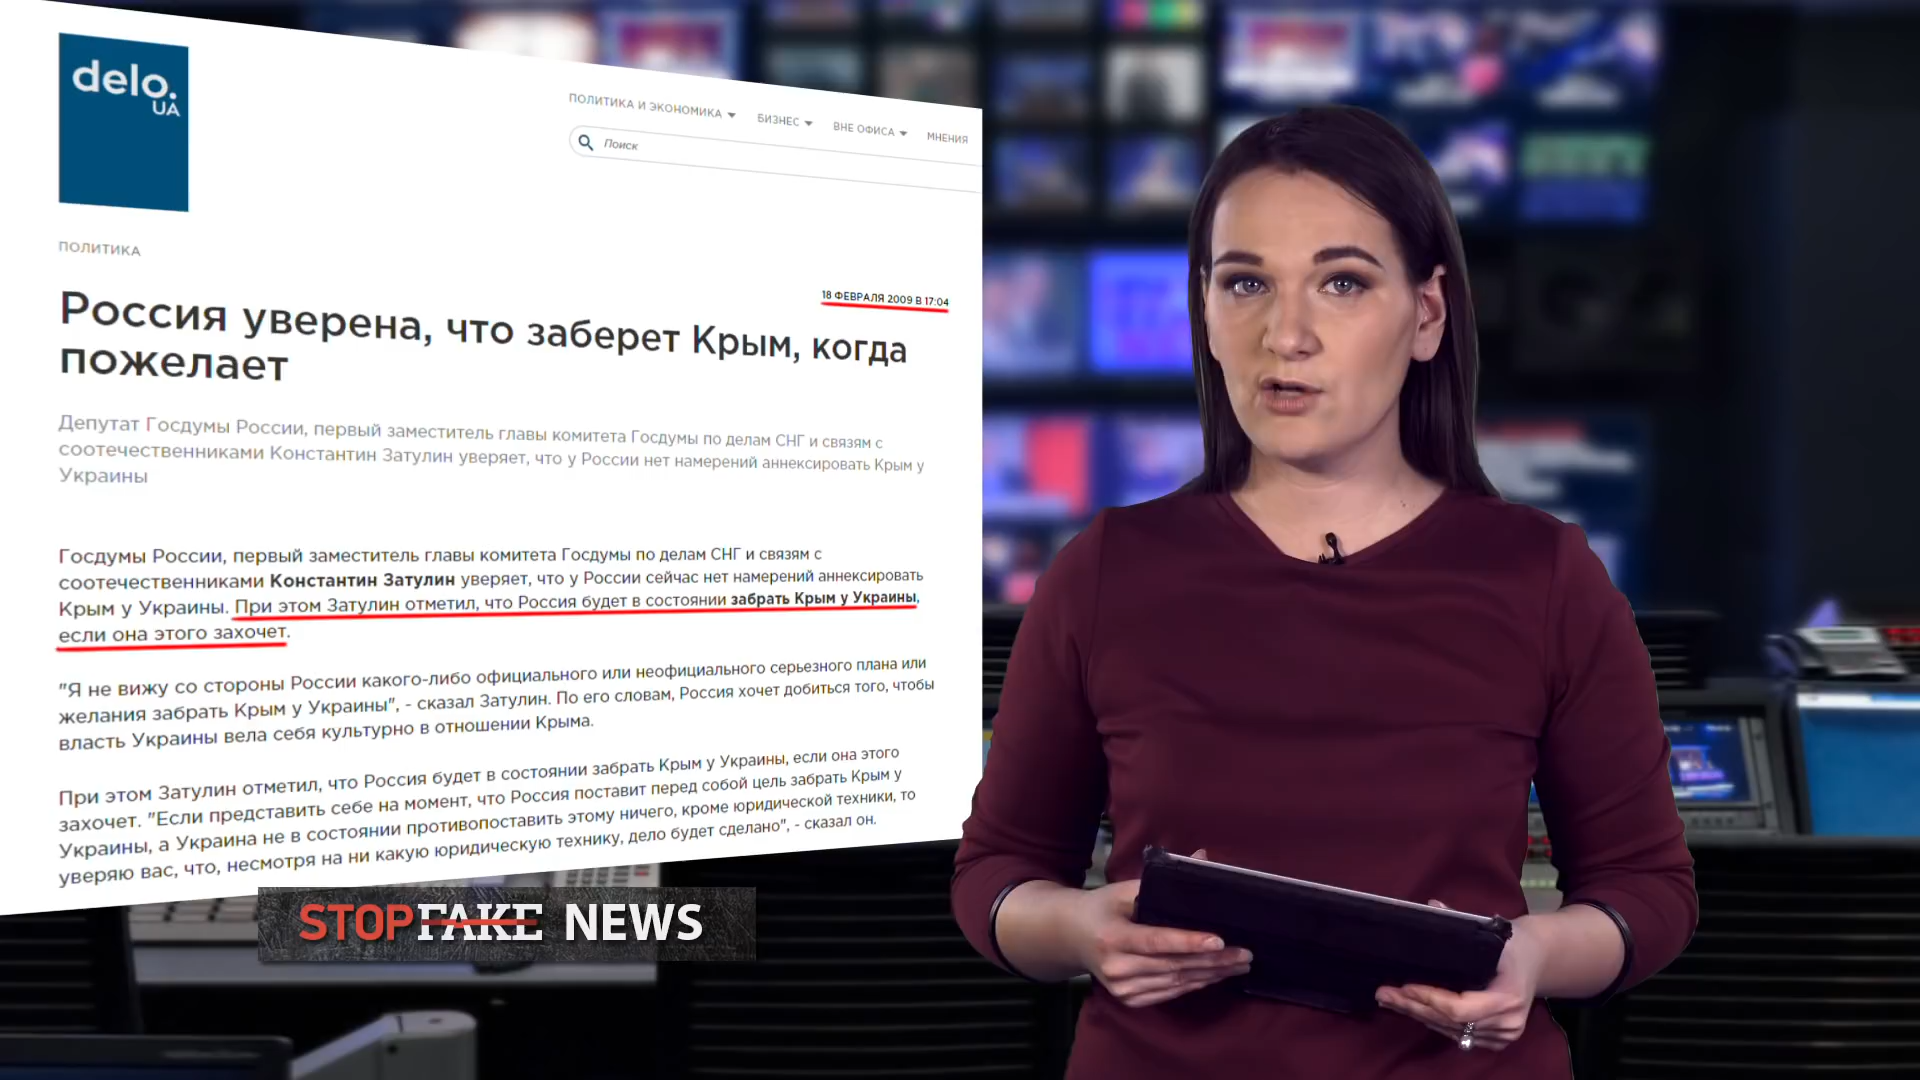 delo.
UA
ПОЛИТИКА И ЭКОНОМИКА БИЗНЕС ВНЕ ОФИСА МНЕНИЯ
Поиск
ПОЛИТИКА
18 ФЕВРАЛЯ 2009 В 17:04
Россия уверена, что заберет Крым, когда
пожелает
Депутат Госдумы России, первый заместитель главы комитета Госдумы по делам СНГ и связям с
соотечественниками Константин Затулин уверяет, что у России нет намерений аннексировать Крым у
Украины
Госдумы России, первый заместитель главы комитета Госдумы по делам СНГ и связям с
соотечественниками Константин Затулин уверяет, что у России сейчас нет намерений аннексировать
Крым у Украины. При этом Затулин отметил, что Россия будет в состоянии забрать Крым у Украины,
если она этого захочет.
"Я не вижу со стороны России какого-либо официального или неофициального серьезного плана или
желания забрать Крым у Украины", - сказал Затулин. По его словам, Россия хочет добиться того, чтобы
власть Украины вела себя культурно в отношении Крыма.
При этом Затулин отметил, что Россия будет в состоянии забрать Крым у Украины, если она этого
захочет. "Если представить себе на момент, что Россия поставит перед собой цель забрать Крым у
Украины, а Украина не в состоянии противопоставить этому ничего, кроме юридической техники, то
уверяю вас, что, несмотря на ни какую юридическую технику, дело будет сделано", - сказал он.
STOPFAKE NEWS